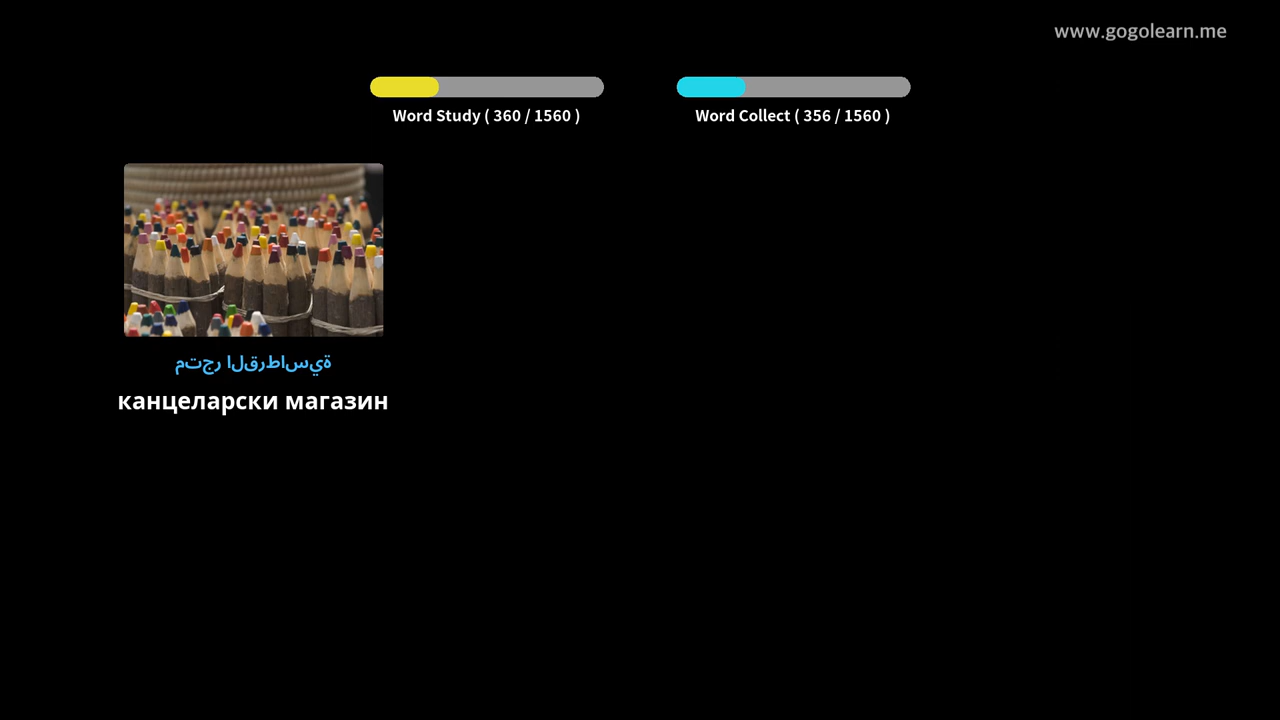 www.gogolearn.me
Word Study ( 360 / 1560 )
Word Collect ( 356 / 1560 )
متجر القرطاسية
канцеларски магазин